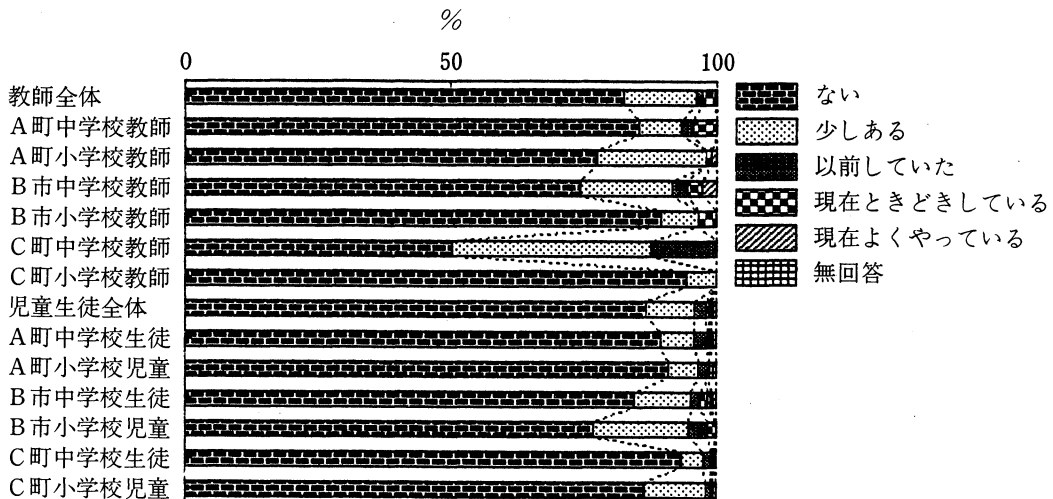 %
0 50 100
教師全体
A町中学校教師
A町小学校教師
B市中学校教師
B市小学校教師
C町中学校教師
C町小学校教師
児童生徒全体
A町中学校生徒
A町小学校児童
B市中学校生徒
B市小学校児童
C町中学校生徒
C町小学校児童
ない
少しある
以前していた
現在ときどきしている
現在よくやっている
無回答